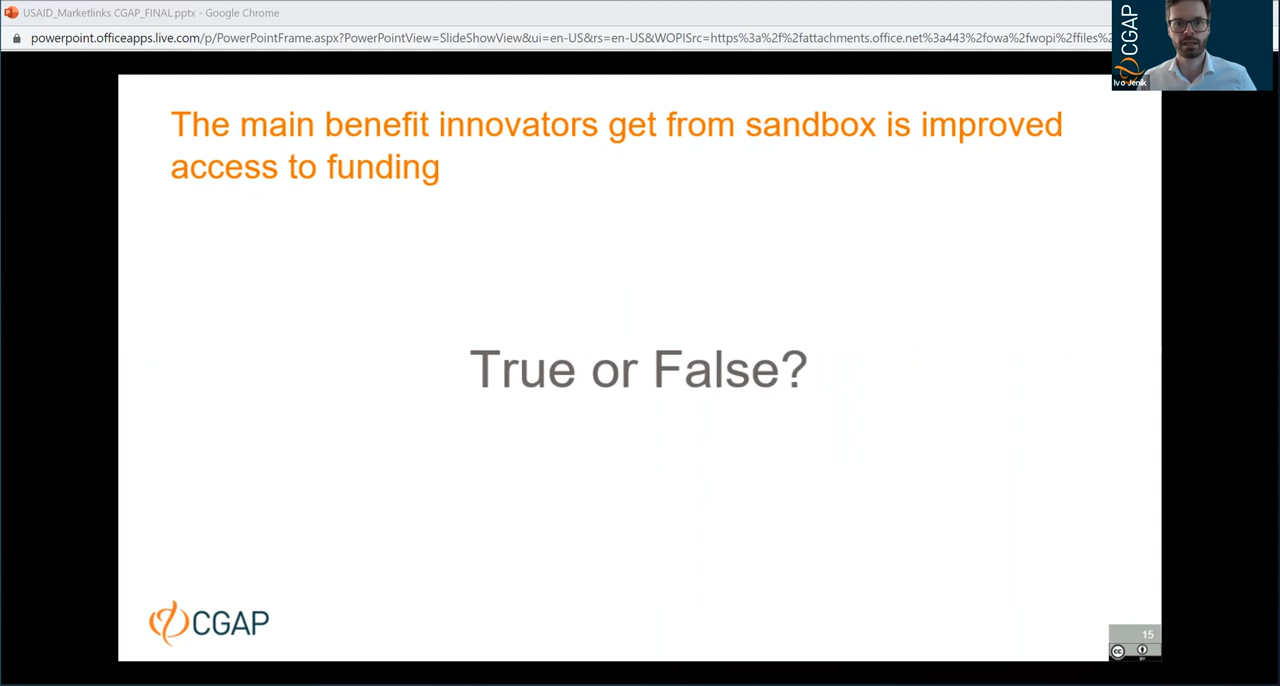 USAID_Marketlinks CGAP_FINAL.pptx - Google Chrome
powerpoint.officeapps.live.com/p/PowerPointFrame.aspx?PowerPointView=SlideShowView&ui=en-US&rs=en-US&WOPISrc=https%3a%2f%2fattachments.office.net%3a443%2fowa%2fwopi%2ffiles%2
CGAP
Ivo Jenik
The main benefit innovators get from sandbox is improved
access to funding
True or False?
CGAP
15
cc
BY